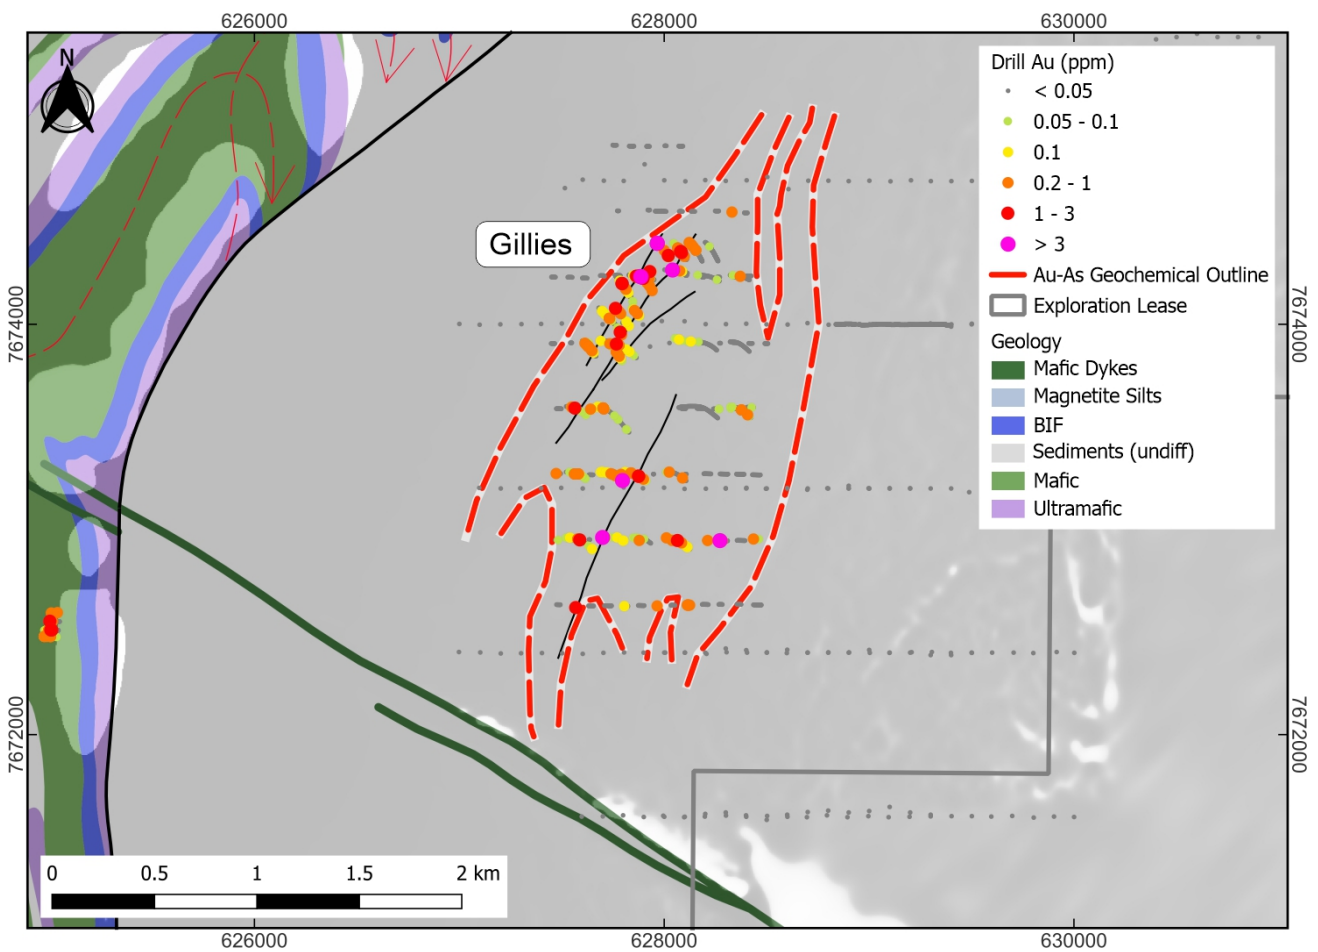 626000
628000
630000
N
Gillies
Drill Au (ppm)
< 0.05
0.05 - 0.1
0.1
0.2 - 1
1 - 3
> 3
Au-As Geochemical Outline
Exploration Lease
Geology
Mafic Dykes
Magnetite Silts
BIF
Sediments (undiff)
Mafic
Ultramafic
7674000
7674000
7672000
7672000
0 0.5 1 1.5 2 km
626000
628000
630000